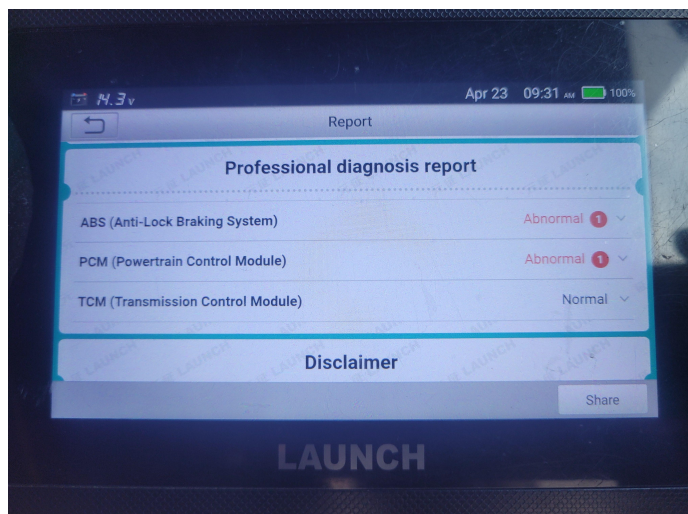 14.3 v Apr 23 09:31 AM 100%
Report
Professional diagnosis report
ABS (Anti-Lock Braking System) Abnormal 1
PCM (Powertrain Control Module) Abnormal 1
TCM (Transmission Control Module) Normal
Disclaimer
Share
LAUNCH